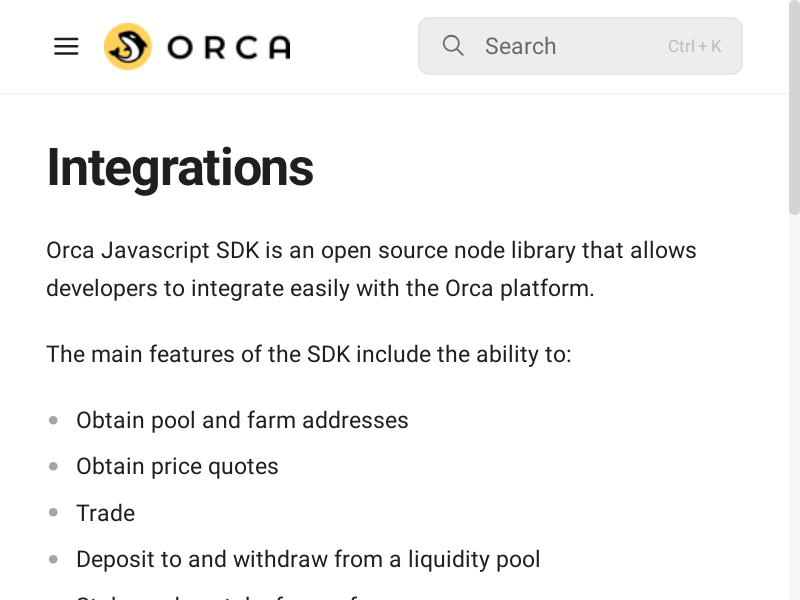 ORCA
Search
Ctrl + K
Integrations
Orca Javascript SDK is an open source node library that allows
developers to integrate easily with the Orca platform.
The main features of the SDK include the ability to:
Obtain pool and farm addresses
Obtain price quotes
Trade
Deposit to and withdraw from a liquidity pool